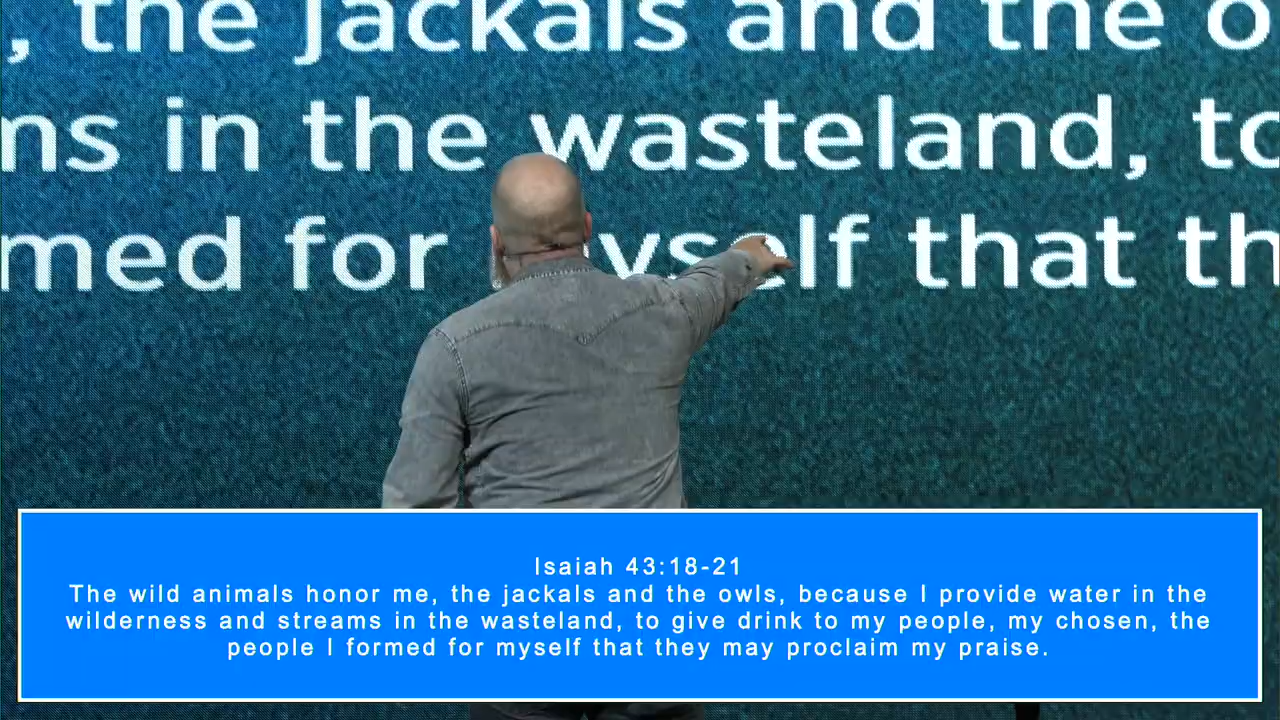 , the jackals and the o
ns in the wasteland, to
med for myself that th
Isaiah 43:18-21
The wild animals honor me, the jackals and the owls, because I provide water in the
wilderness and streams in the wasteland, to give drink to my people, my chosen, the
people I formed for myself that they may proclaim my praise.